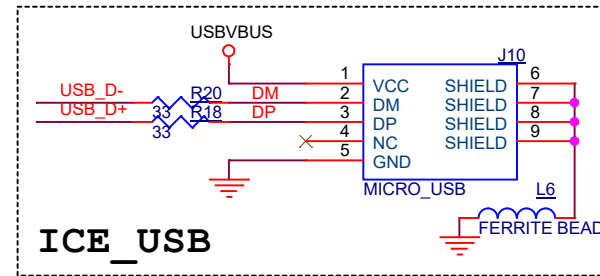 USBVBUS
J10
1 VCC SHIELD 6
USB_D- R20 DM 2 DM SHIELD 7
33
USB_D+ R18 DP 3 DP SHIELD 8
33
4 NC SHIELD 9
5 GND
MICRO_USB
L6
FERRITE BEAD
ICE_USB